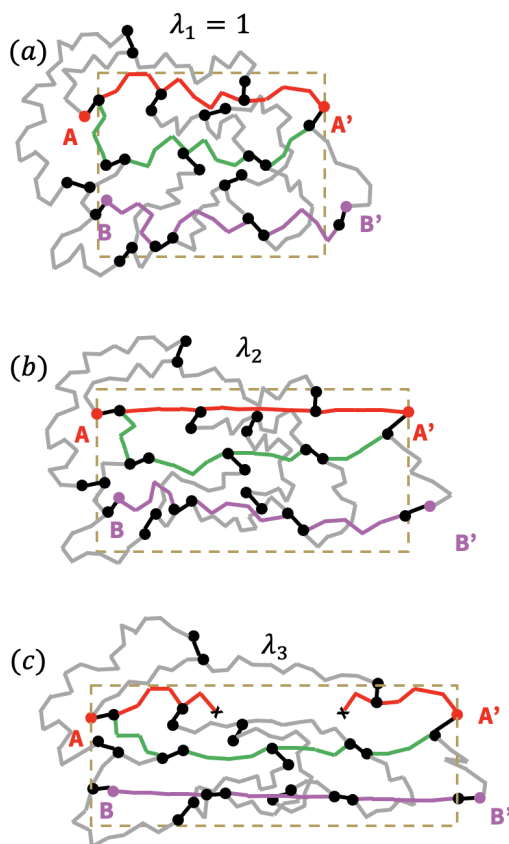 (a) λ₁ = 1
A A’
B B’
(b) λ₂
A A’
B B’
(c) λ₃
A A’
B B’